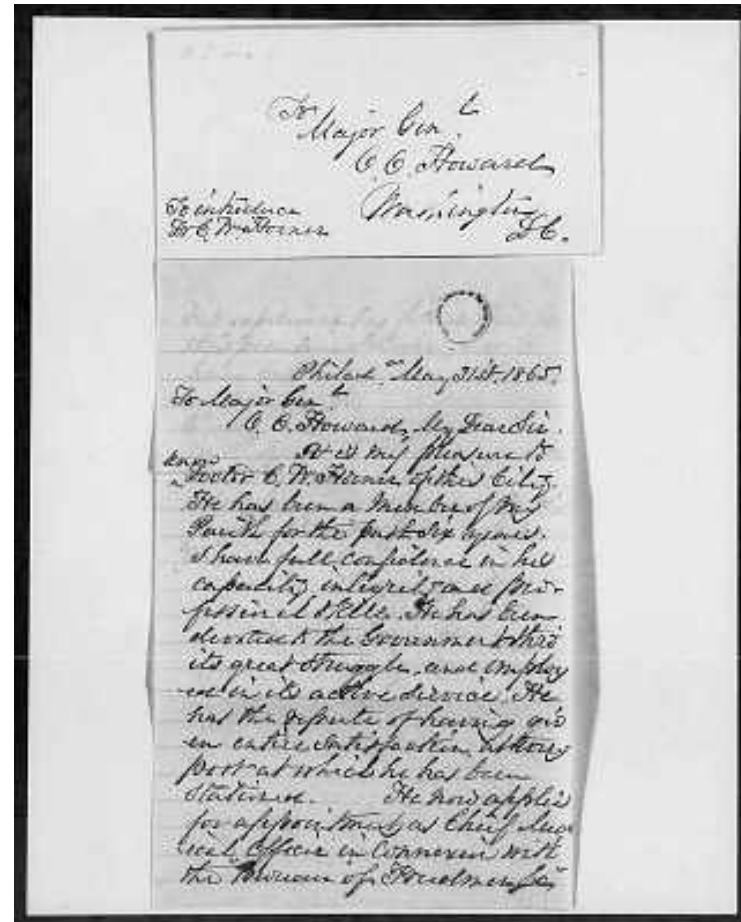 To
Major Genl
O. O. Howard
Washington
D.C.
To introduce
Dr C. W. Horner
Philada May 31st, 1865.
To Major Genl
O. O. Howard, My Dear Sir.
It is my pleasure to
know
Doctor C. W. Horner of this City.
He has been a Member of my
Parish for the past six years.
I have full confidence in his
capacity, integrity and pro-
fessional skill. He has been
devoted to the Government thro
its great struggle, and employ
ed in its active service. He
has the repute of having giv
en entire satisfaction at every
post at which he has been
stationed. He now applies
for appointment as Chief Med
ical Officer in Connexion with
the Bureau of Freedmen